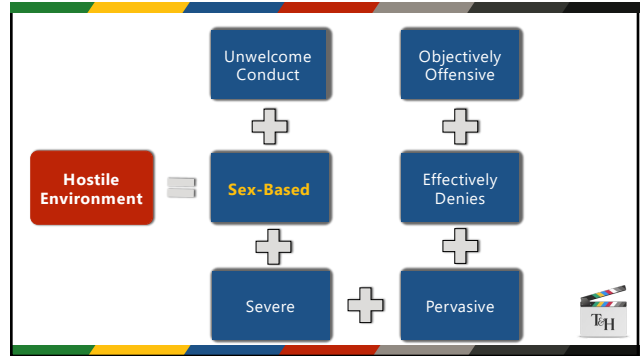 Unwelcome
Conduct
Objectively
Offensive
Hostile
Environment
Sex-Based
Effectively
Denies
Severe
Pervasive
T&H